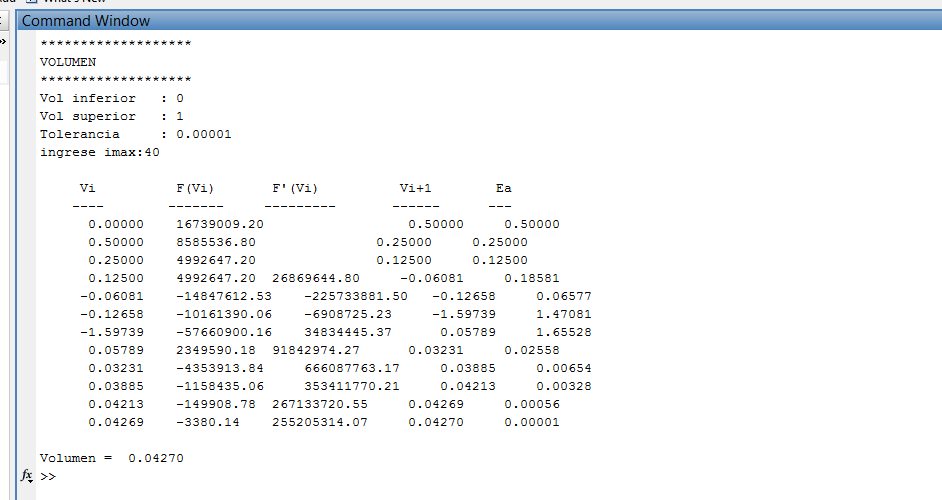 What's New
Command Window
*******************
VOLUMEN
*******************
Vol inferior   : 0
Vol superior   : 1
Tolerancia     : 0.00001
ingrese imax:40
Vi F(Vi) F'(Vi) Vi+1 Ea
---- ------- --------- ------ ---
0.00000 16739009.20 0.50000 0.50000
0.50000 8585536.80 0.25000 0.25000
0.25000 4992647.20 0.12500 0.12500
0.12500 4992647.20 26869644.80 -0.06081 0.18581
-0.06081 -14847612.53 -225733881.50 -0.12658 0.06577
-0.12658 -10161390.06 -6908725.23 -1.59739 1.47081
-1.59739 -57660900.16 34834445.37 0.05789 1.65528
0.05789 2349590.18 91842974.27 0.03231 0.02558
0.03231 -4353913.84 666087763.17 0.03885 0.00654
0.03885 -1158435.06 353411770.21 0.04213 0.00328
0.04213 -149908.78 267133720.55 0.04269 0.00056
0.04269 -3380.14 255205314.07 0.04270 0.00001
Volumen =  0.04270
fx >>